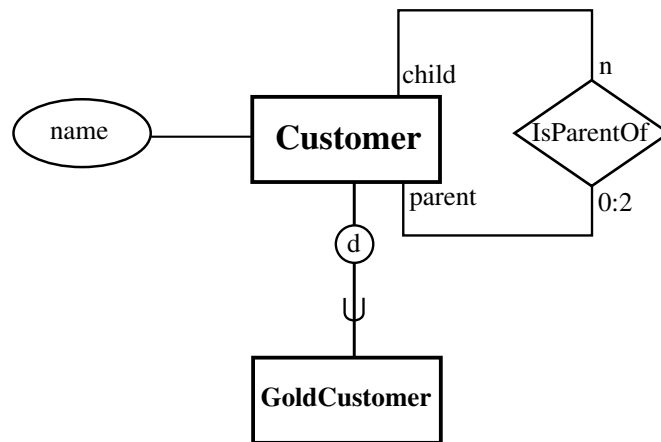 child
n
name
Customer
IsParentOf
parent
0:2
d
GoldCustomer